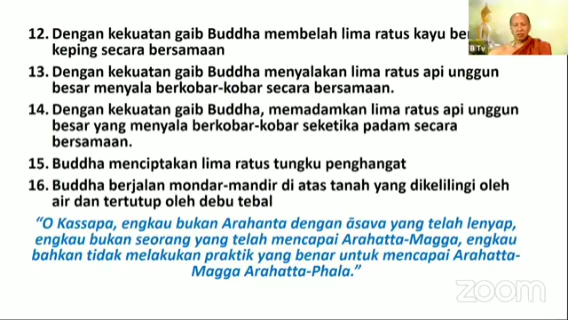 12. Dengan kekuatan gaib Buddha membelah lima ratus kayu
keping secara bersamaan
13. Dengan kekuatan gaib Buddha menyalakan lima ratus api unggun
besar menyala berkobar-kobar secara bersamaan.
14. Dengan kekuatan gaib Buddha, memadamkan lima ratus api unggun
besar yang menyala berkobar-kobar seketika padam secara
bersamaan.
15. Buddha menciptakan lima ratus tungku penghangat
16. Buddha berjalan mondar-mandir di atas tanah yang dikelilingi oleh
air dan tertutup oleh debu tebal
“O Kassapa, engkau bukan Arahanta dengan āsava yang telah lenyap,
engkau bukan seorang yang telah mencapai Arahatta-Magga, engkau
bahkan tidak melakukan praktik yang benar untuk mencapai Arahatta-
Magga Arahatta-Phala.”
zoom